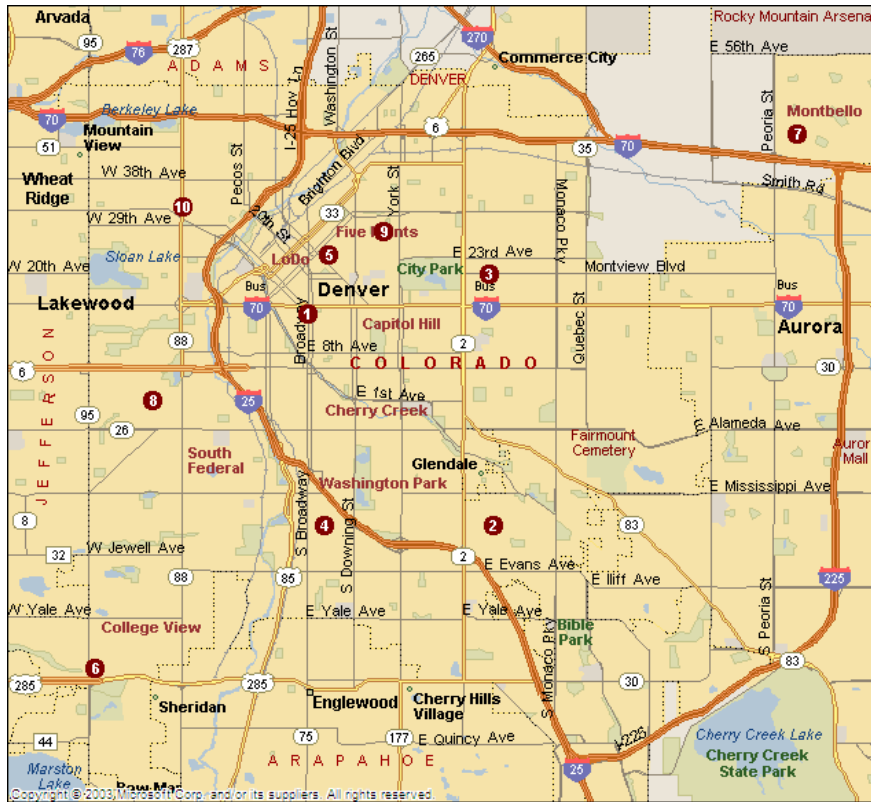 Arvada
95
76
287
ADAMS
I-25 Hov Ln
Washington St
265
DENVER
270
Commerce City
Rocky Mountain Arsena
E 56th Ave
Berkeley Lake
70
Mountain
View
51
6
35
70
Peoria St
Montbello
7
Wheat
Ridge
W 38th Ave
Pecos St
Brighton Blvd
York St
Monaco Pky
Smith Rd
10
W 29th Ave
20th St
33
Five
nts
9
5
LoDo
E 23rd Ave
City Park
3
Montview Blvd
Sloan Lake
W 20th Ave
Lakewood
Bus
70
Denver
Bus
70
Bus
70
1
Broadway
Capitol Hill
Quebec St
Aurora
88
E 8th Ave
2
COLORADO
6
30
JEFFERSON
8
25
E 1st Ave
Cherry Creek
95
26
South
Federal
Fairmount
Cemetery
E Alameda Ave
Auror
Mall
Glendale
Washington Park
E Mississippi Ave
8
S Broadway
4
S Downing St
2
83
32
W Jewell Ave
2
E Evans Ave
88
85
E Iliff Ave
225
W Yale Ave
E Yale Ave
E Yale Ave
College View
Bible
Park
S Monaco Pky
S Peoria St
6
83
285
285
30
Sheridan
Englewood
Cherry Hills
Village
44
75
177
E Quincy Ave
I-225
Cherry Creek Lake
Cherry Creek
State Park
Marston
Lake
ARAPAHOE
25
Bow Mar
Copyright © 2003 Microsoft Corp. and/or its suppliers. All rights reserved.